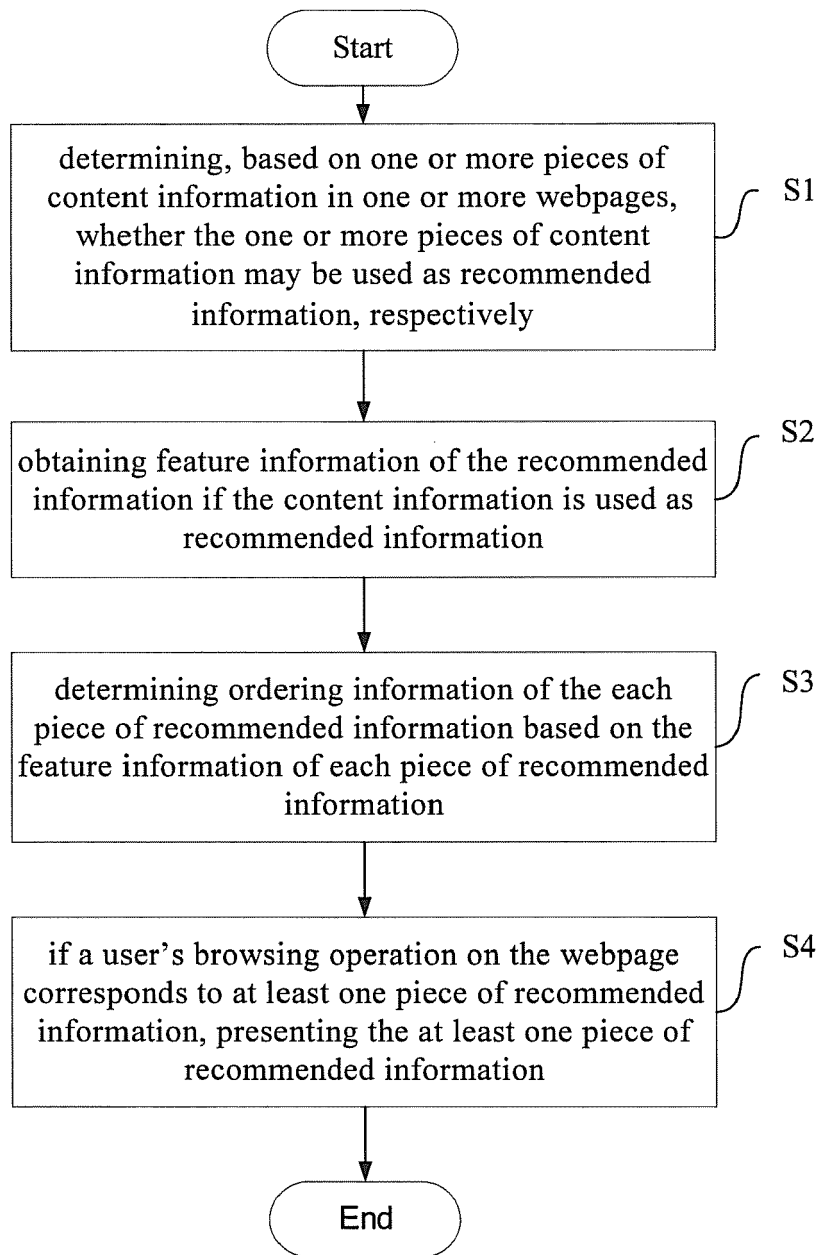 Start
determining, based on one or more pieces of
content information in one or more webpages,
whether the one or more pieces of content
information may be used as recommended
information, respectively
S1
obtaining feature information of the recommended
information if the content information is used as
recommended information
S2
determining ordering information of the each
piece of recommended information based on the
feature information of each piece of recommended
information
S3
if a user's browsing operation on the webpage
corresponds to at least one piece of recommended
information, presenting the at least one piece of
recommended information
S4
End